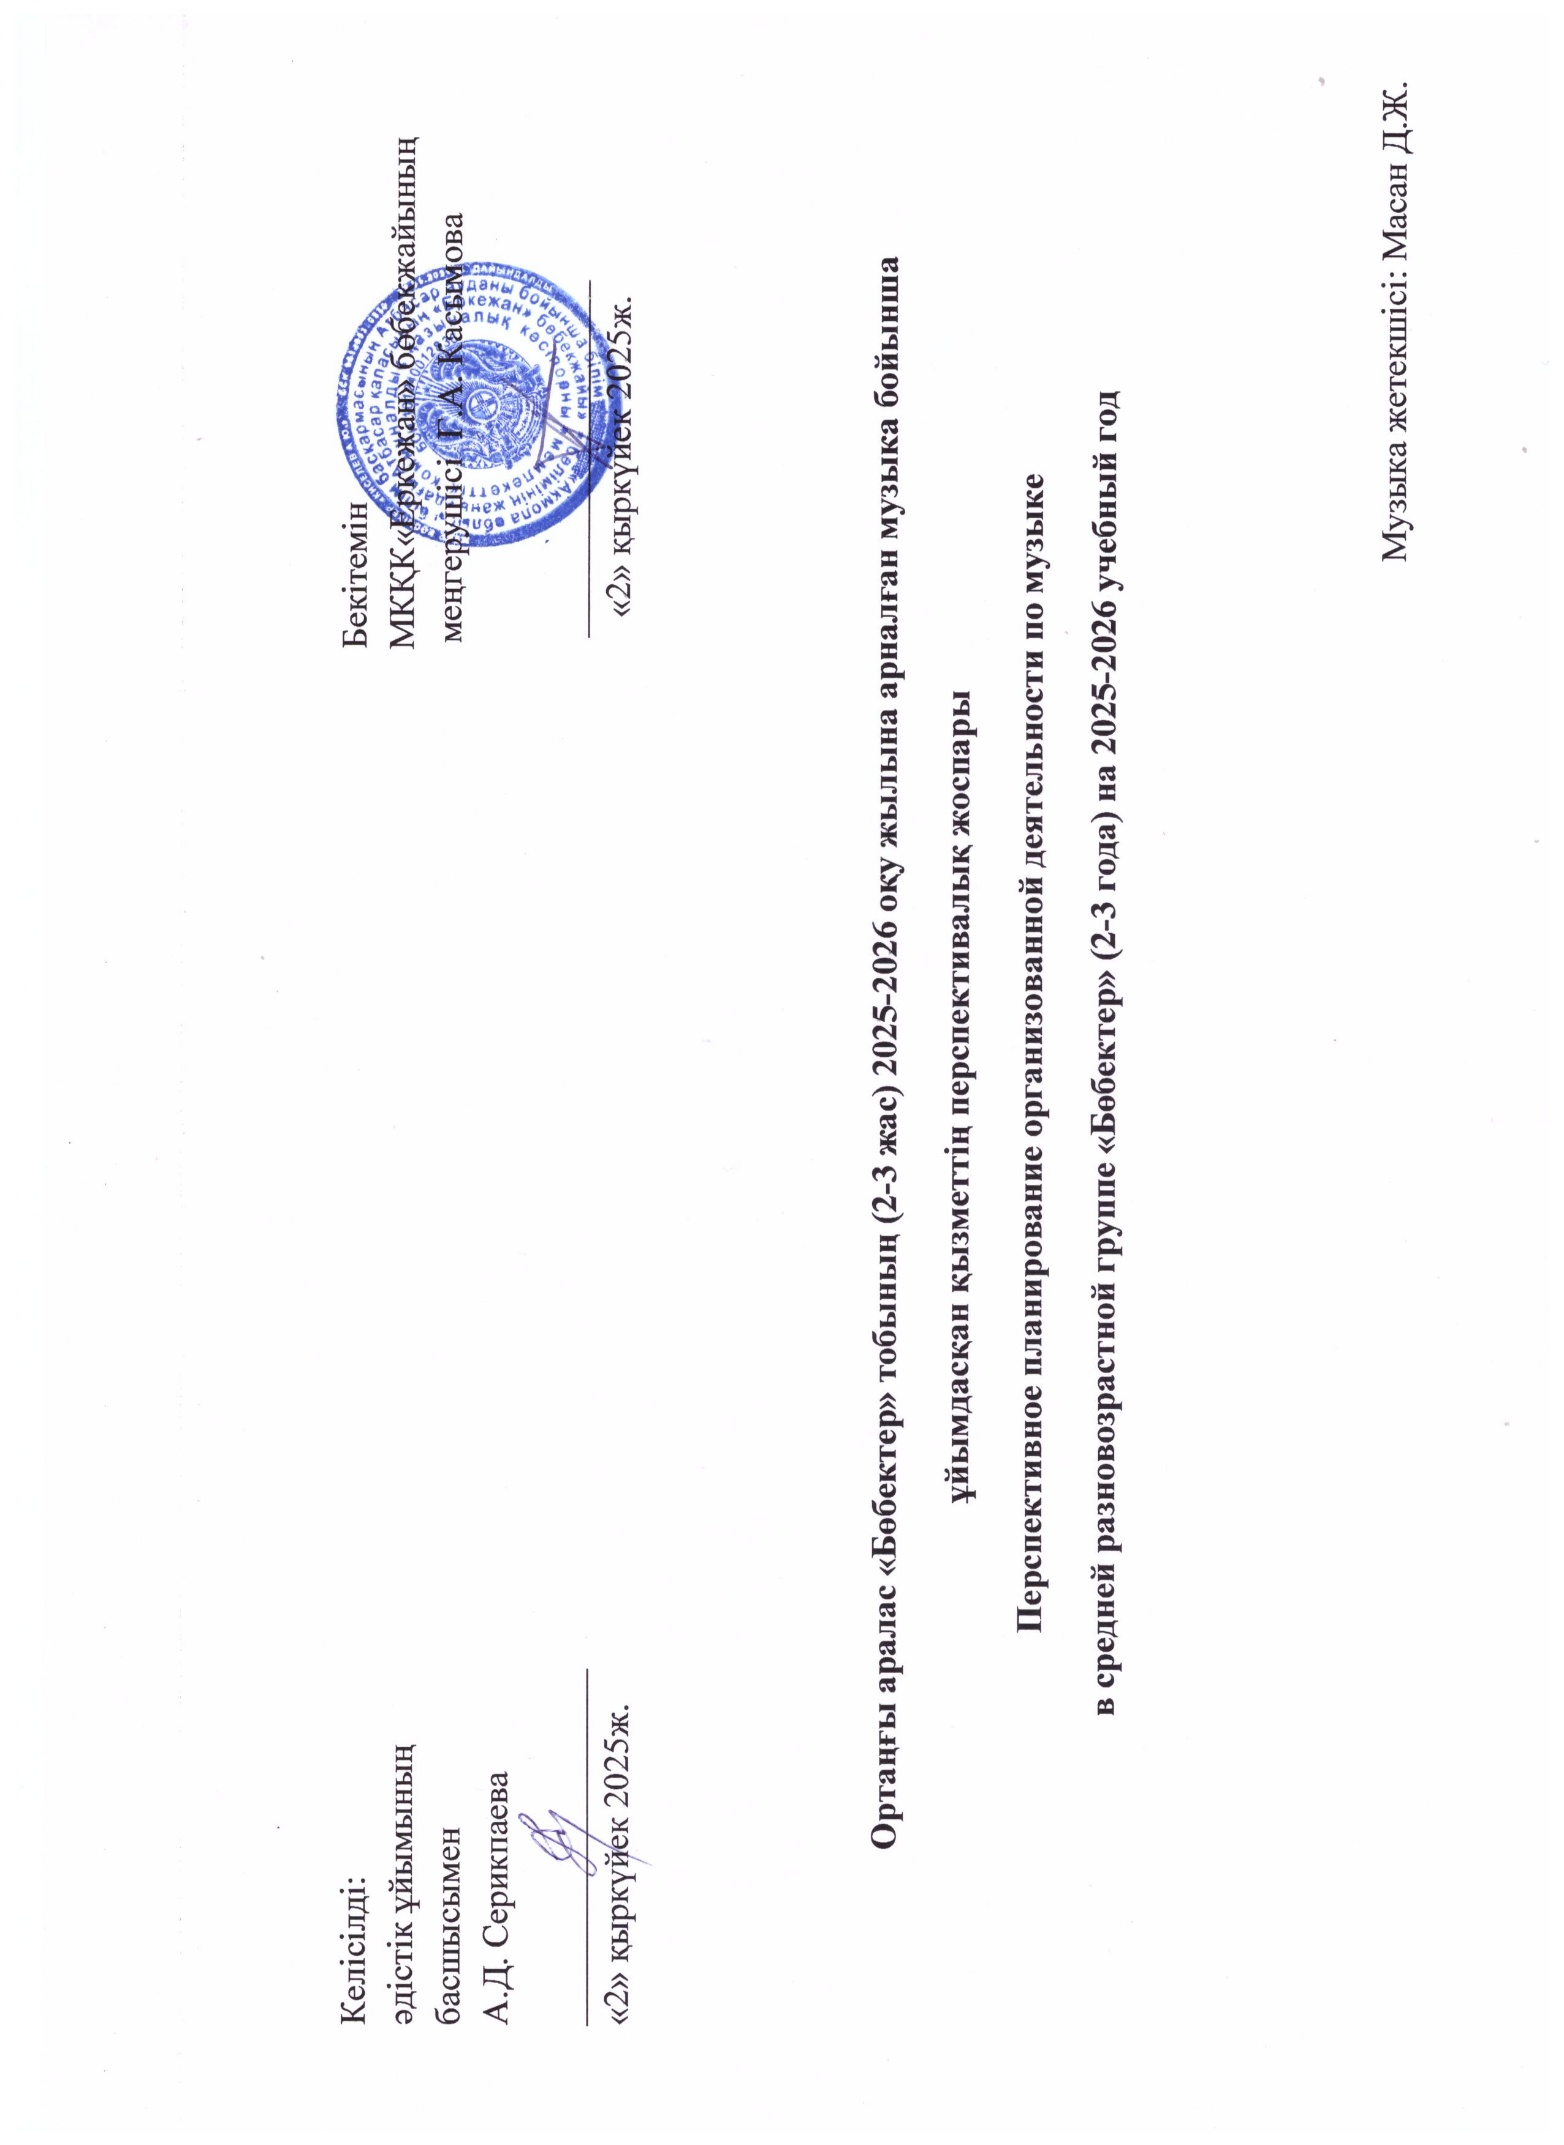 Келісілді:
әдістік ұйымының
басшысымен
А.Д. Серикпаева
«2» қыркүйек 2025ж.
Бекітемін
МКҚК«Еркежан» бөбекжайының
меңгерушісі Г.А. Касымова
«2» қыркүйек 2025ж.
Ортаңғы аралас «Бөбектер» тобының (2-3 жас) 2025-2026 оқу жылына арналған музыка бойынша
ұйымдасқан қызметтің перспективалық жоспары
Перспективное планирование организованной деятельности по музыке
в средней разновозрастной группе «Бөбектер» (2-3 года) на 2025-2026 учебный год
Музыка жетекшісі: Масан Д.Ж.